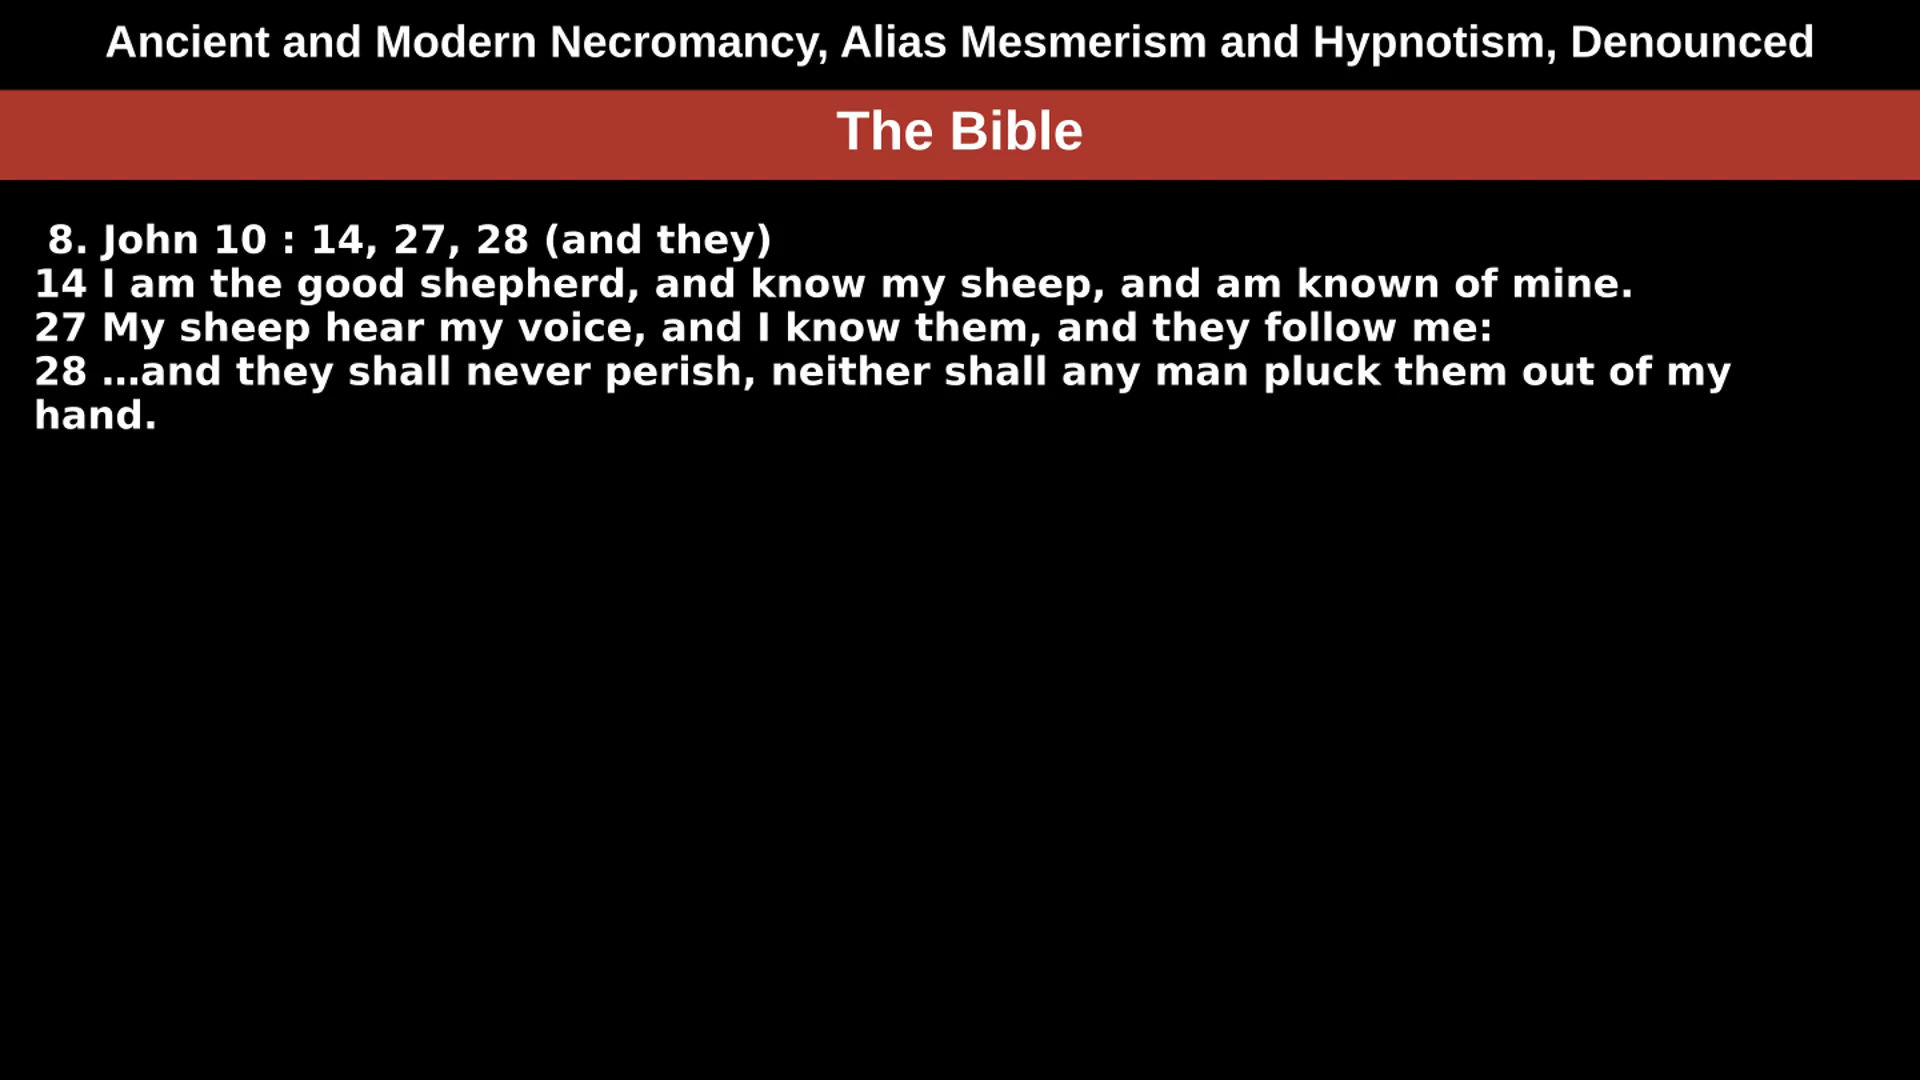 Ancient and Modern Necromancy, Alias Mesmerism and Hypnotism, Denounced
The Bible
8. John 10 : 14, 27, 28 (and they)
14 I am the good shepherd, and know my sheep, and am known of mine.
27 My sheep hear my voice, and I know them, and they follow me:
28 …and they shall never perish, neither shall any man pluck them out of my
hand.